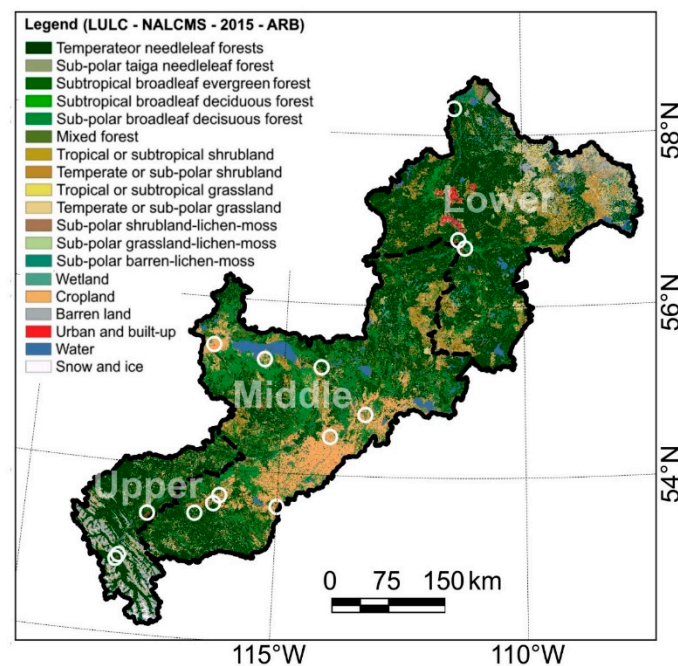 Legend (LULC - NALCMS - 2015 - ARB)
Temperateor needleleaf forests
Sub-polar taiga needleleaf forest
Subtropical broadleaf evergreen forest
Subtropical broadleaf deciduous forest
Sub-polar broadleaf decisuous forest
Mixed forest
Tropical or subtropical shrubland
Temperate or sub-polar shrubland
Tropical or subtropical grassland
Temperate or sub-polar grassland
Sub-polar shrubland-lichen-moss
Sub-polar grassland-lichen-moss
Sub-polar barren-lichen-moss
Wetland
Cropland
Barren land
Urban and built-up
Water
Snow and ice
Lower
Middle
Upper
58°N
56°N
54°N
0 75 150 km
115°W 110°W